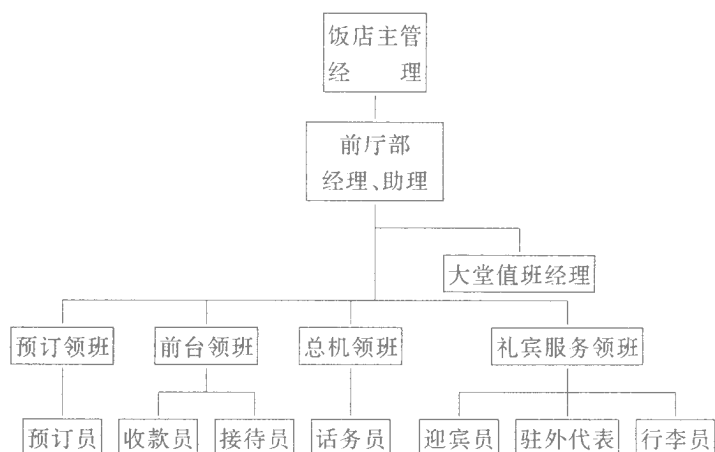 饭店主管
经　　理
前厅部
经理、助理
大堂值班经理
预订领班
前台领班
总机领班
礼宾服务领班
预订员
收款员
接待员
话务员
迎宾员
驻外代表
行李员